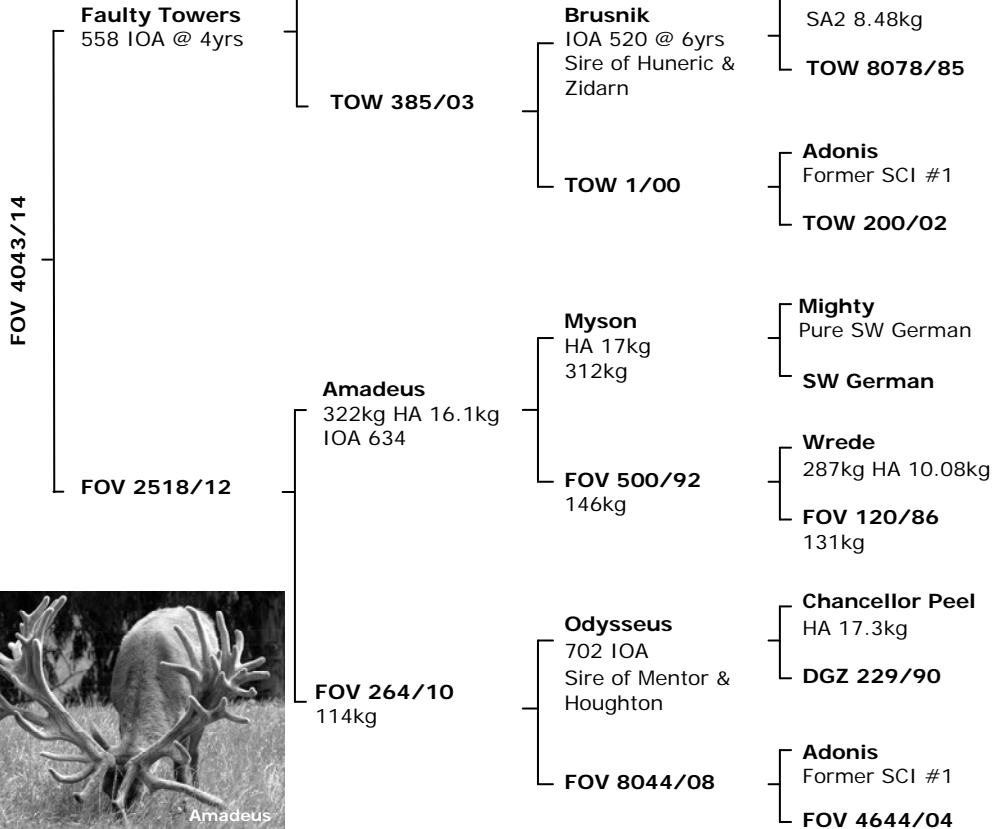 FOV 4043/14
Faulty Towers
558 IOA @ 4yrs
FOV 2518/12
TOW 385/03
Amadeus
322kg HA 16.1kg
IOA 634
FOV 264/10
114kg
Brusnik
IOA 520 @ 6yrs
Sire of Huneric &
Zidarn
TOW 1/00
Myson
HA 17kg
312kg
FOV 500/92
146kg
Odysseus
702 IOA
Sire of Mentor &
Houghton
FOV 8044/08
SA2 8.48kg
TOW 8078/85
Adonis
Former SCI #1
TOW 200/02
Mighty
Pure SW German
SW German
Wrede
287kg HA 10.08kg
FOV 120/86
131kg
Chancellor Peel
HA 17.3kg
DGZ 229/90
Adonis
Former SCI #1
FOV 4644/04
Amadeus